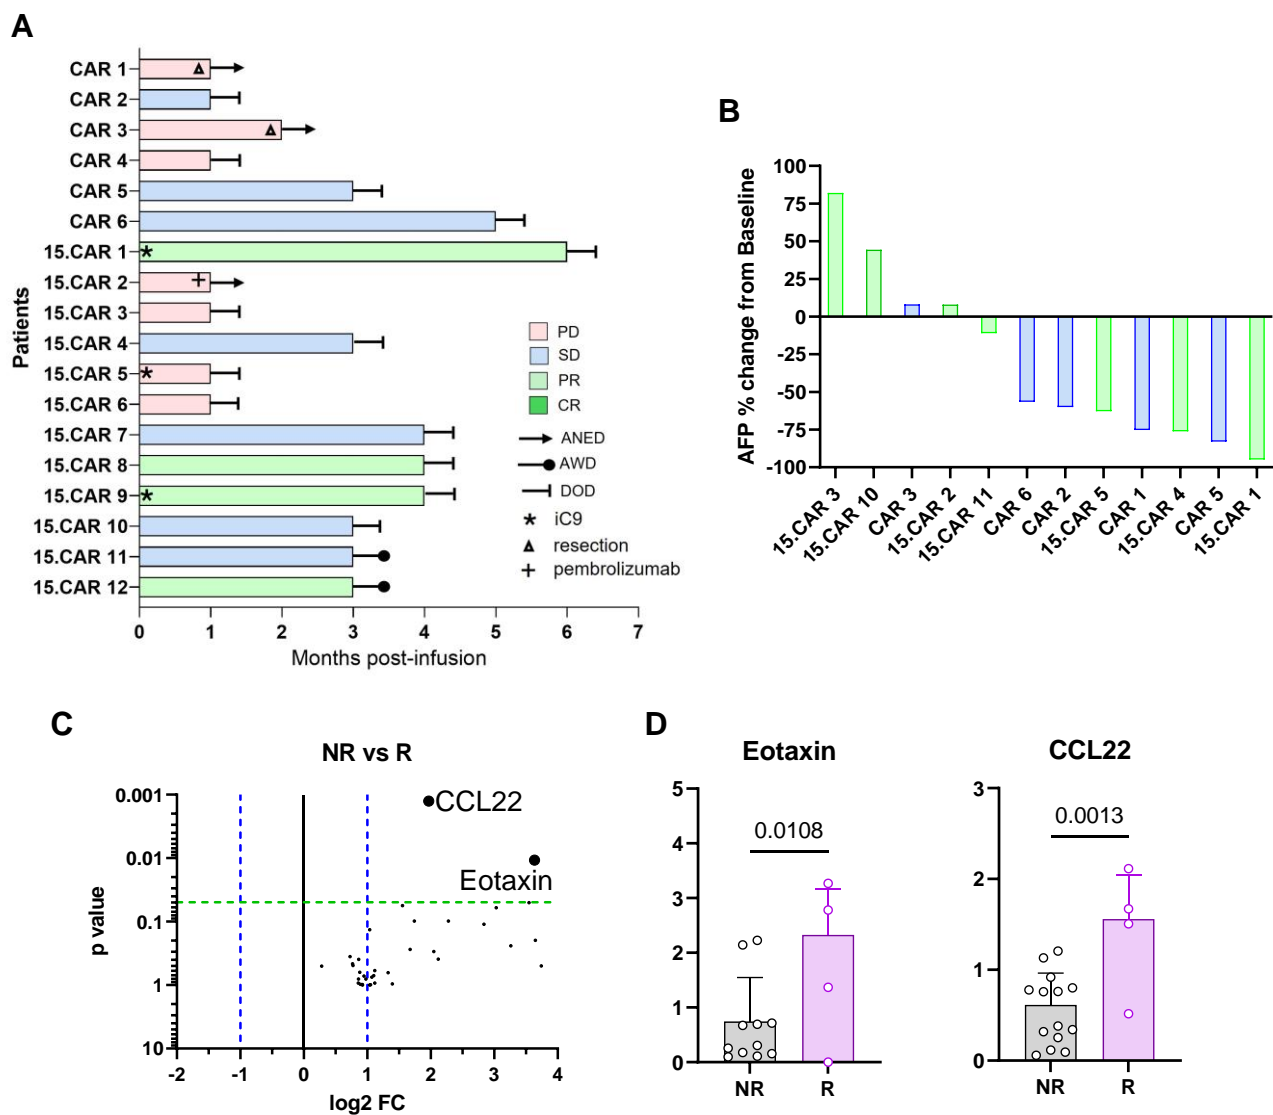 A
CAR 1
CAR 2
CAR 3
CAR 4
CAR 5
CAR 6
15.CAR 1
15.CAR 2
15.CAR 3
15.CAR 4
15.CAR 5
15.CAR 6
15.CAR 7
15.CAR 8
15.CAR 9
15.CAR 10
15.CAR 11
15.CAR 12
Patients
0 1 2 3 4 5 6 7
Months post-infusion
PD
SD
PR
CR
ANED
AWD
DOD
* iC9
resection
+ pembrolizumab
B
AFP % change from Baseline
100
75
50
25
0
-25
-50
-75
-100
15.CAR 3
15.CAR 10
CAR 3
15.CAR 2
15.CAR 11
CAR 6
CAR 2
15.CAR 5
CAR 1
15.CAR 4
CAR 5
15.CAR 1
C
NR vs R
p value
0.001
0.01
0.1
1
10
CCL22
Eotaxin
-2 -1 0 1 2 3 4
log2 FC
D
Eotaxin
5
4
3
2
1
0
0.0108
NR R
CCL22
3
2
1
0
0.0013
NR R